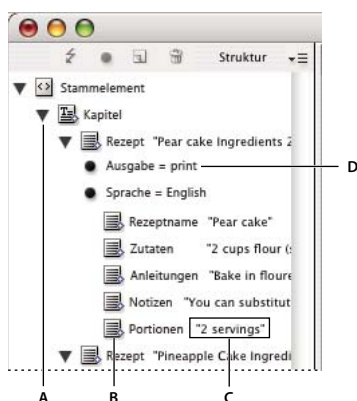 Struktur
Stammelement
Kapitel
Rezept "Pear cake Ingredients 2
Ausgabe = print
D
Sprache = English
Rezeptname "Pear cake"
Zutaten "2 cups flour (
Anleitungen "Bake in floure
Notizen "You can substitut
Portionen "2 servings"
Rezept "Pineapple Cake Ingredi
A B C